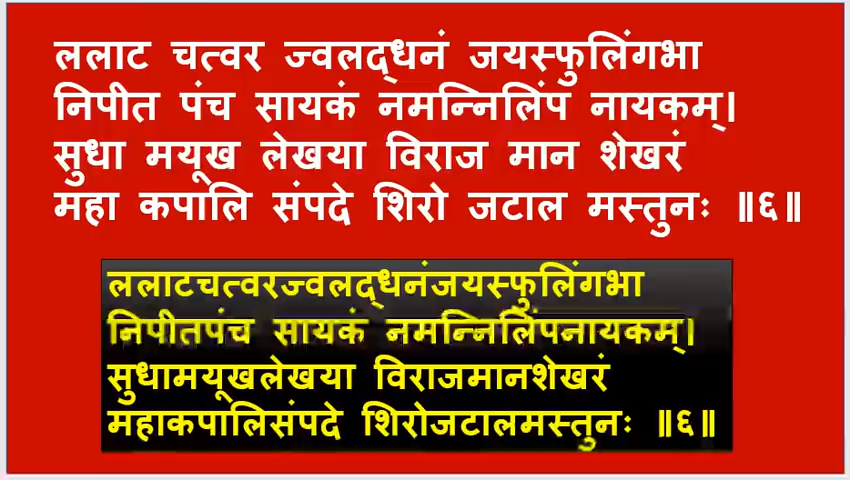 ललाट चत्वर ज्वलद्धनं जयस्फुलिंगभा
निपीत पंच सायकं नमन्निलिंप नायकम्।
सुधा मयूख लेखया विराज मान शेखरं
महा कपालि संपदे शिरो जटाल मस्तुनः ॥६॥
ललाटचत्वरज्वलद्धनंजयस्फुलिंगभा
निपीतपंच सायकं नमन्निलिंपनायकम्।
सुधामयूखलेखया विराजमानशेखरं
महाकपालिसंपदे शिरोजटालमस्तुनः ॥६॥